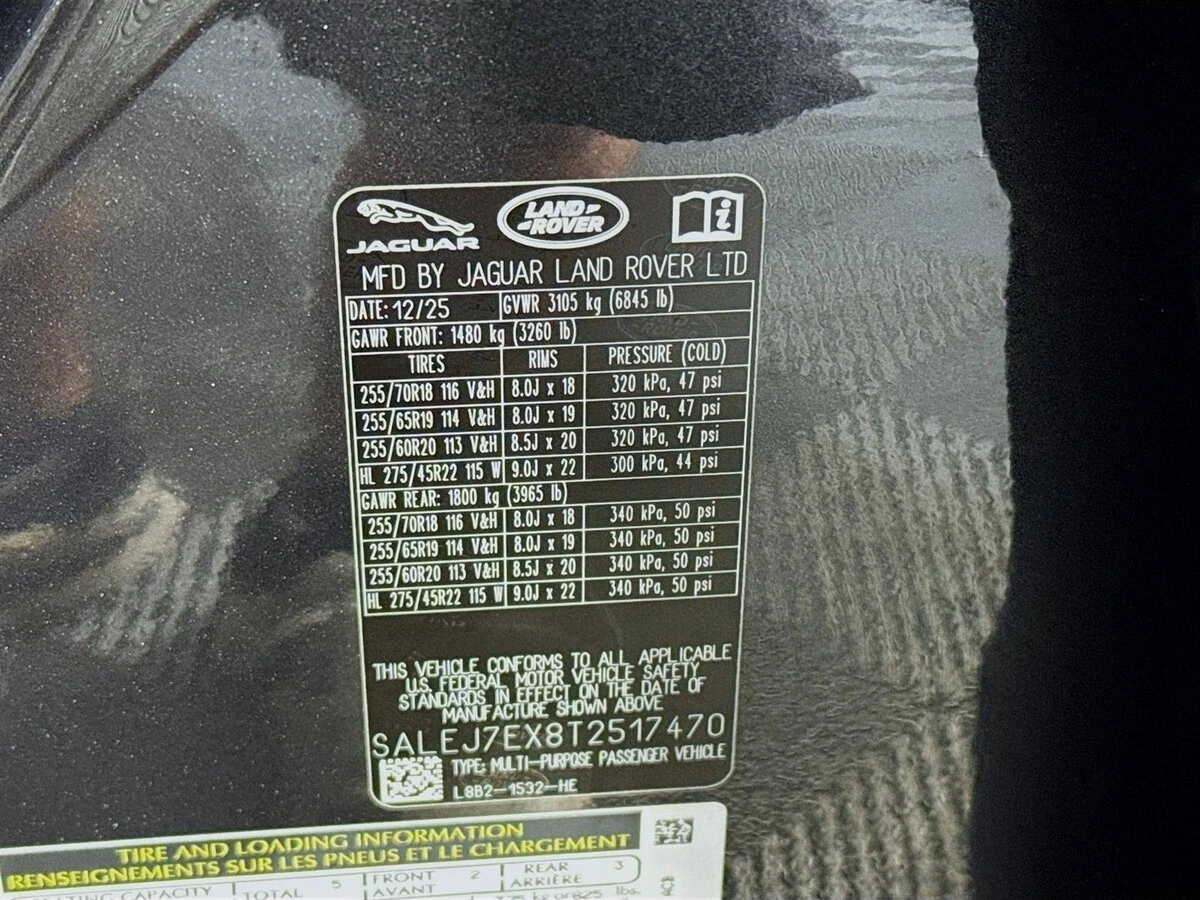 JAGUAR
LAND ROVER
MFD BY JAGUAR LAND ROVER LTD
DATE: 12/25 GVWR 3105 kg (6845 lb)
GAWR FRONT: 1480 kg (3260 lb)
TIRES RIMS PRESSURE (COLD)
255/70R18 116 V&H 8.0J x 18 320 kPa, 47 psi
255/65R19 114 V&H 8.0J x 19 320 kPa, 47 psi
255/60R20 113 V&H 8.5J x 20 320 kPa, 47 psi
HL 275/45R22 115 W 9.0J x 22 300 kPa, 44 psi
GAWR REAR: 1800 kg (3965 lb)
255/70R18 116 V&H 8.0J x 18 340 kPa, 50 psi
255/65R19 114 V&H 8.0J x 19 340 kPa, 50 psi
255/60R20 113 V&H 8.5J x 20 340 kPa, 50 psi
HL 275/45R22 115 W 9.0J x 22 340 kPa, 50 psi
THIS VEHICLE CONFORMS TO ALL APPLICABLE
U.S. FEDERAL MOTOR VEHICLE SAFETY
STANDARDS IN EFFECT ON THE DATE OF
MANUFACTURE SHOWN ABOVE
SALEJ7EX8T2517470
TYPE: MULTI-PURPOSE PASSENGER VEHICLE
L8B2-1532-HE
TIRE AND LOADING INFORMATION
RENSEIGNEMENTS SUR LES PNEUS ET LE CHARGEMENT
CAPACITY TOTAL 5 FRONT 2 REAR 3
AVANT ARRIÈRE
825 lbs.